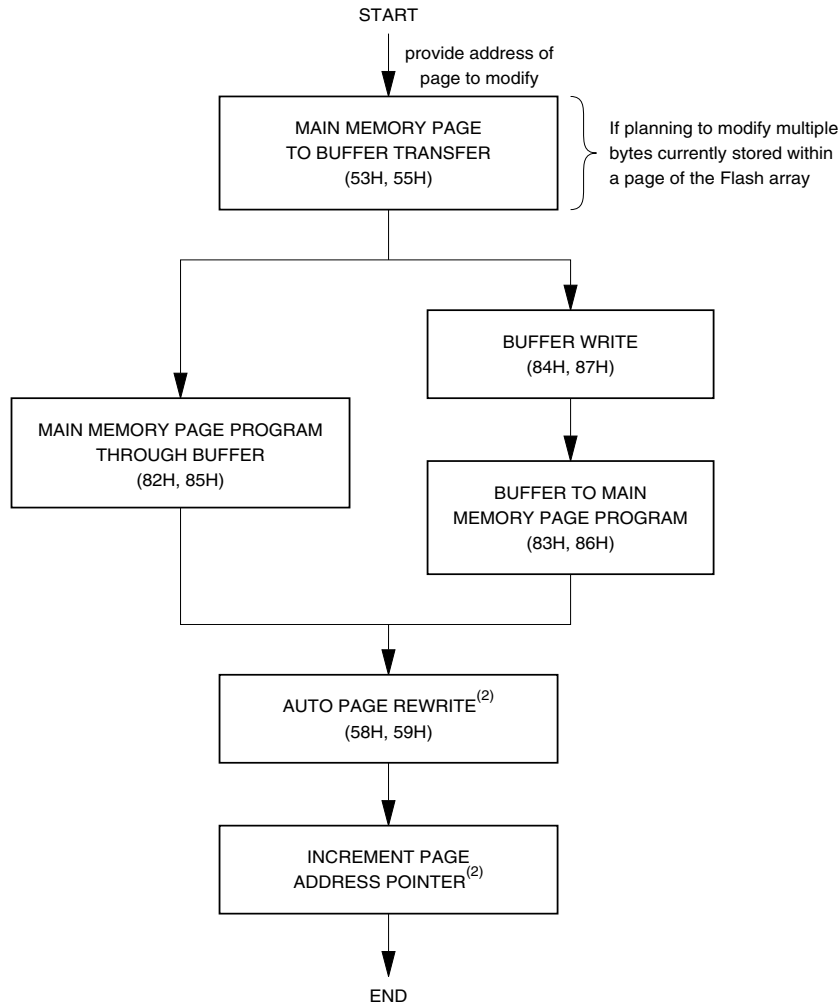 START
provide address of
page to modify
MAIN MEMORY PAGE
TO BUFFER TRANSFER
(53H, 55H)
If planning to modify multiple
bytes currently stored within
a page of the Flash array
BUFFER WRITE
(84H, 87H)
MAIN MEMORY PAGE PROGRAM
THROUGH BUFFER
(82H, 85H)
BUFFER TO MAIN
MEMORY PAGE PROGRAM
(83H, 86H)
AUTO PAGE REWRITE(2)
(58H, 59H)
INCREMENT PAGE
ADDRESS POINTER(2)
END